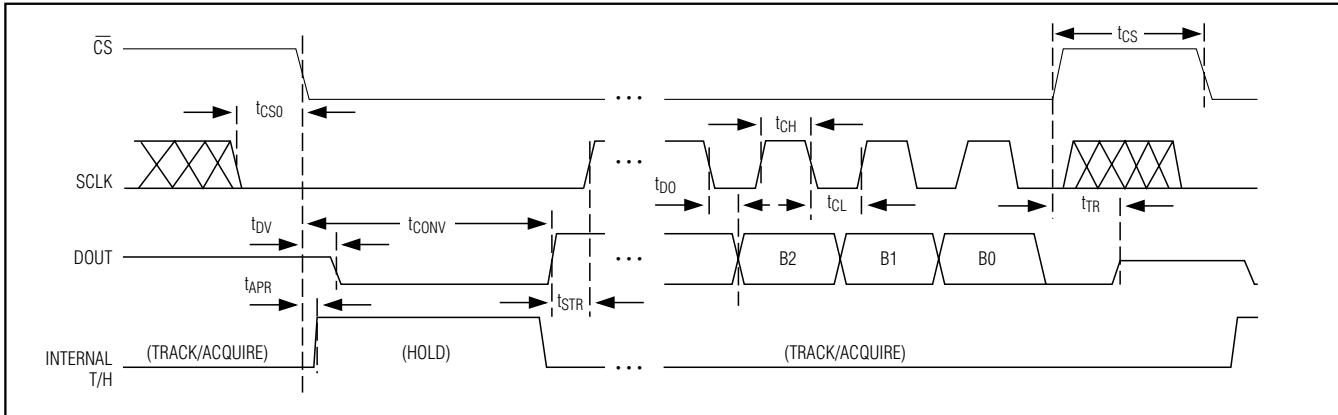 CS
tCS
tCS0
tCH
SCLK
tDO
tCL
tTR
tDV
tCONV
DOUT
B2
B1
B0
tAPR
tSTR
INTERNAL
T/H
(TRACK/ACQUIRE)
(HOLD)
(TRACK/ACQUIRE)